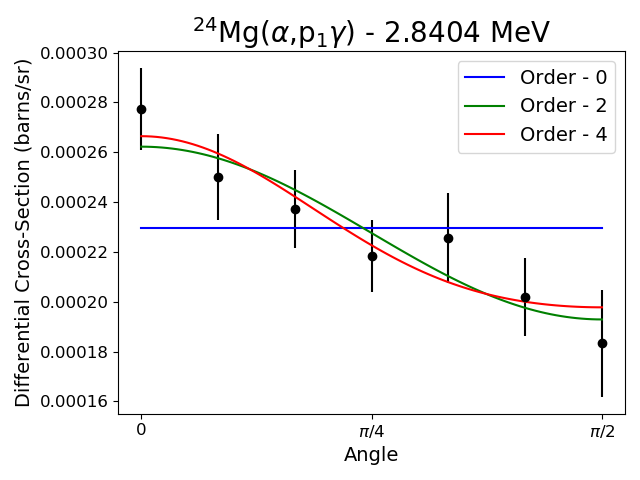 ²⁴Mg(α,p₁γ) - 2.8404 MeV
Differential Cross-Section (barns/sr)
0.00030
0.00028
0.00026
0.00024
0.00022
0.00020
0.00018
0.00016
Order - 0
Order - 2
Order - 4
0
π/4
π/2
Angle